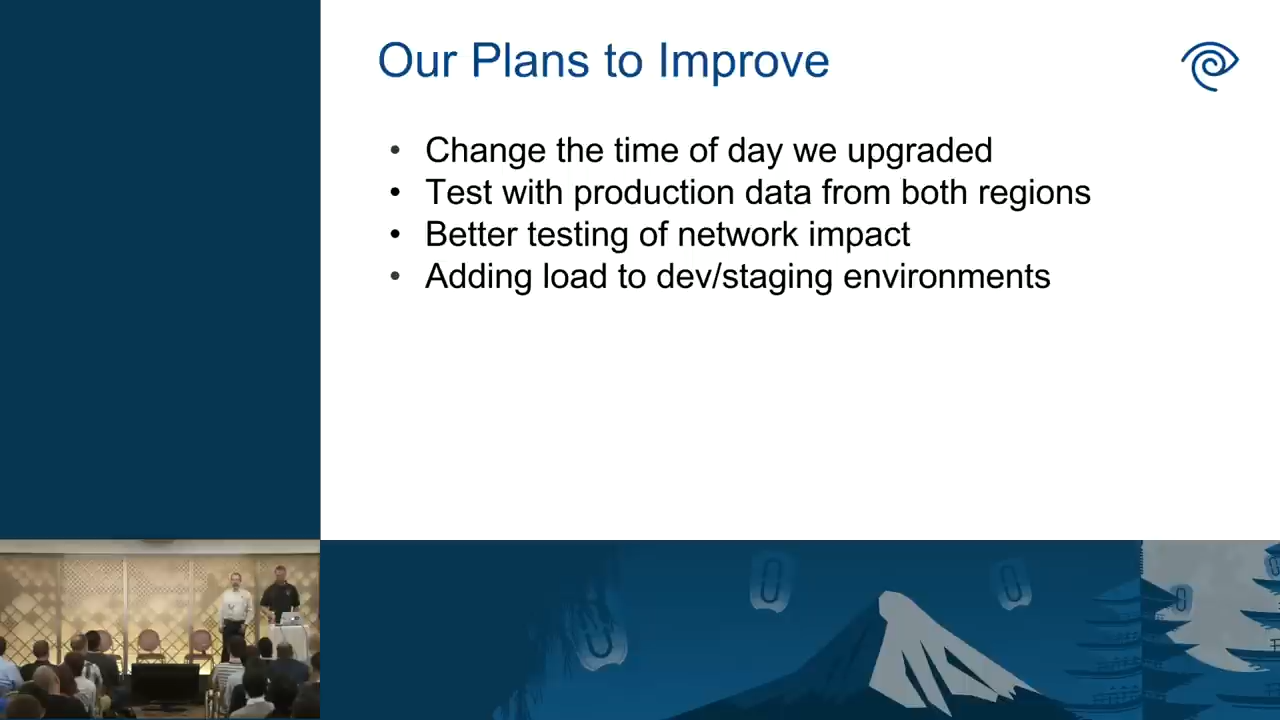 Our Plans to Improve
• Change the time of day we upgraded
• Test with production data from both regions
• Better testing of network impact
• Adding load to dev/staging environments